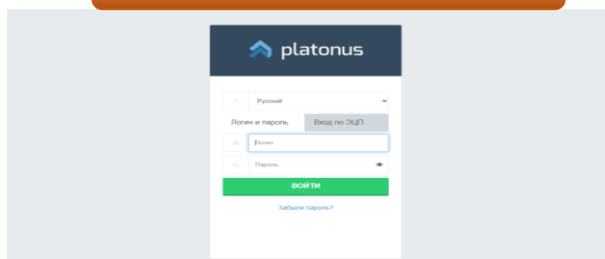 platonus
Русский
Логин и пароль Вход по ЭЦП
Логин
Пароль
ВОЙТИ
Забыли пароль?